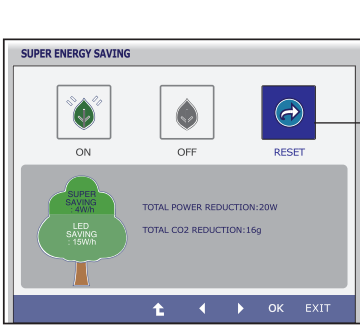 SUPER ENERGY SAVING
ON OFF RESET
SUPER
SAVING
: 4W/h
LED
SAVING
: 15W/h
TOTAL POWER REDUCTION:20W
TOTAL CO2 REDUCTION:16g
OK EXIT